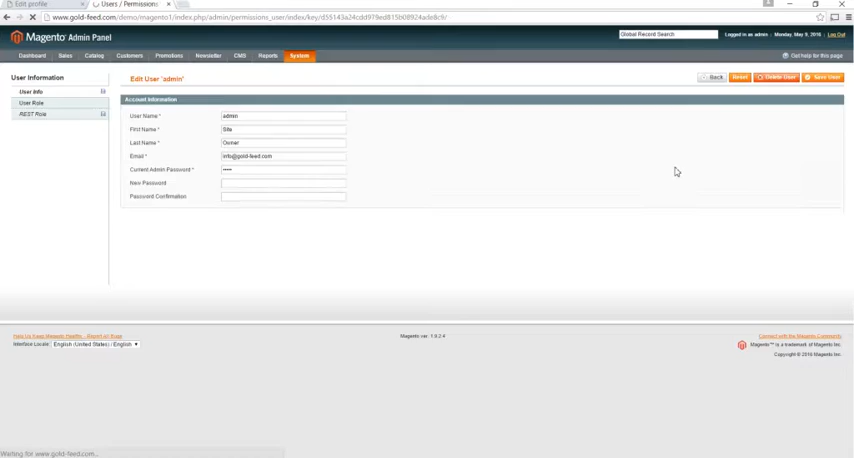 Edit profile
Users / Permissions
www.gold-feed.com/demo/magento1/index.php/admin/permissions_user/index/key/d55143a24cdd979ed815b08924ade8c9/
Magento Admin Panel
Global Record Search
Logged in as admin
Monday, May 9, 2016
Log Out
Dashboard Sales Catalog Customers Promotions Newsletter CMS Reports System
Get help for this page
User Information
User Info
User Role
REST Role
Edit User 'admin'
Back Reset Delete User Save User
Account Information
User Name * admin
First Name * Site
Last Name * Owner
Email * info@gold-feed.com
Current Admin Password * •••••
New Password
Password Confirmation
Help Us Keep Magento Healthy - Report All Bugs
Interface Locale: English (United States) / English
Magento ver. 1.9.2.4
Connect with the Magento Community
Magento™ is a trademark of Magento Inc.
Copyright © 2016 Magento Inc.
Waiting for www.gold-feed.com...